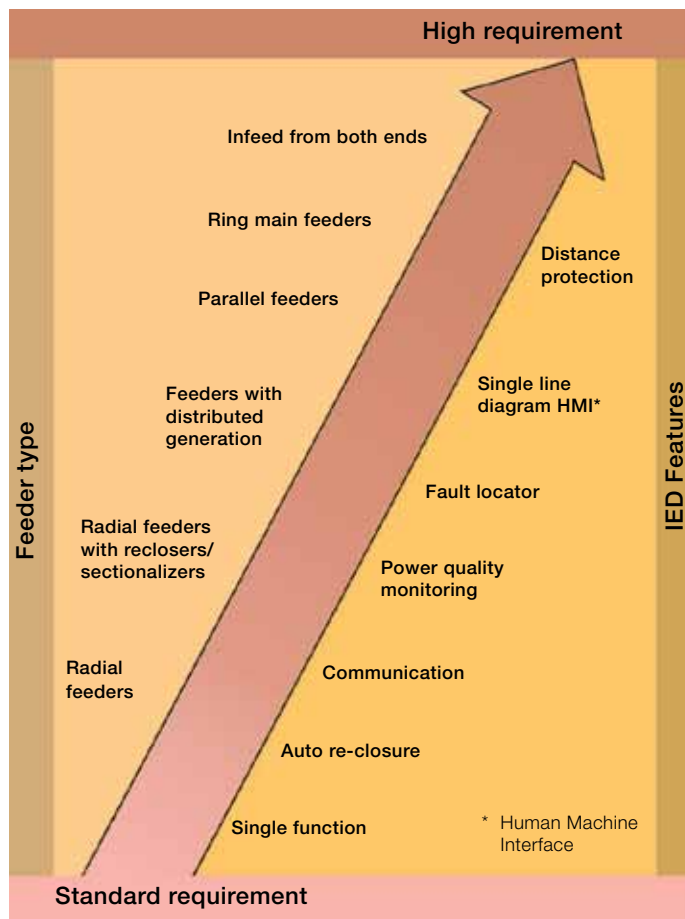 High requirement
Feeder type
Infeed from both ends
Ring main feeders
Parallel feeders
Feeders with
distributed
generation
Radial feeders
with reclosers/
sectionalizers
Radial
feeders
Distance
protection
Single line
diagram HMI*
Fault locator
Power quality
monitoring
Communication
Auto re-closure
Single function
IED Features
* Human Machine
Interface
Standard requirement